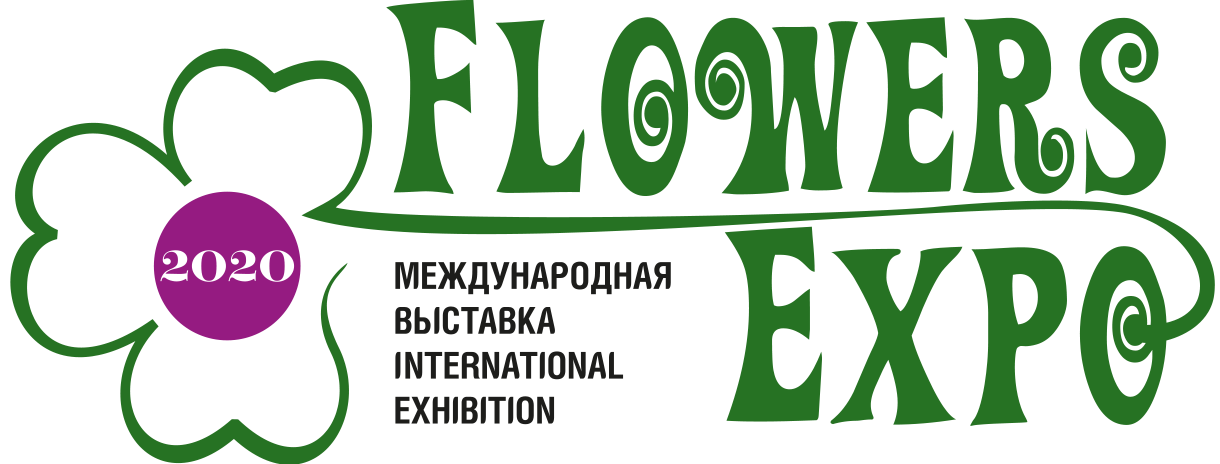 FLOWERS
EXPO
2020
МЕЖДУНАРОДНАЯ
ВЫСТАВКА
INTERNATIONAL
EXHIBITION